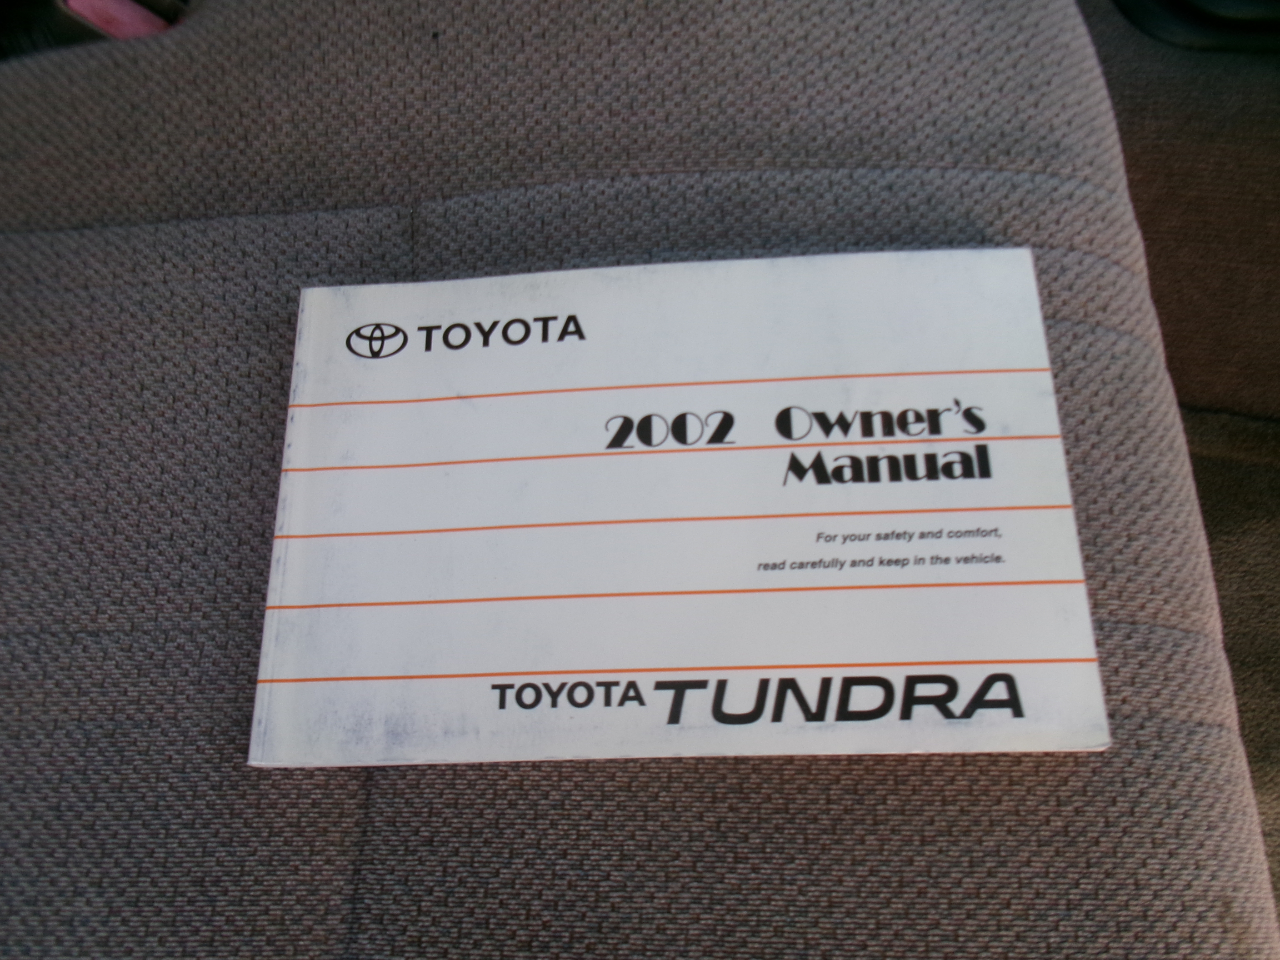 TOYOTA
2002 Owner's
Manual
For your safety and comfort,
read carefully and keep in the vehicle.
TOYOTA TUNDRA